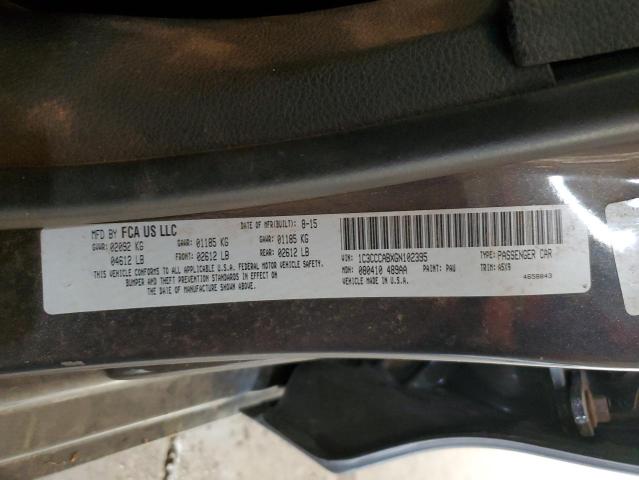 MFD BY FCA US LLC DATE OF MFR(BUILT): 8-15
GVWR: 02092 KG GAWR: 01185 KG GAWR: 01185 KG
04612 LB FRONT: 02612 LB REAR: 02612 LB
THIS VEHICLE CONFORMS TO ALL APPLICABLE U.S.A. FEDERAL MOTOR VEHICLE SAFETY,
BUMPER AND THEFT PREVENTION STANDARDS IN EFFECT ON
THE DATE OF MANUFACTURE SHOWN ABOVE.
VIN: 1C3CCCABXGN102395 TYPE: PASSENGER CAR
MDH: 080410 489AA PAINT: PAU TRIM: A5X9
VEHICLE MADE IN U.S.A. 4658843